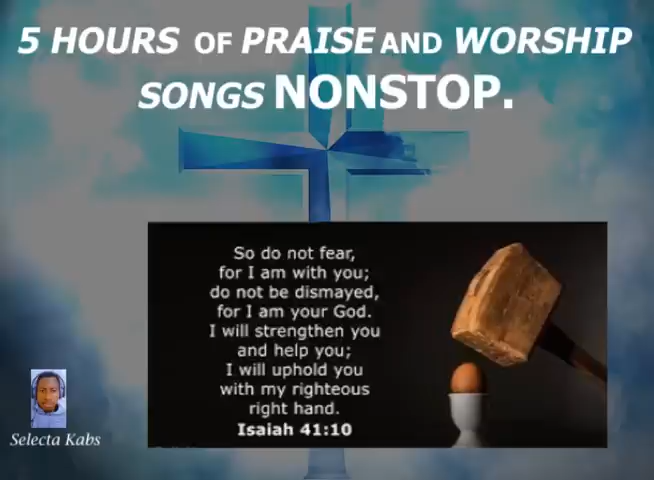 5 HOURS OF PRAISE AND WORSHIP
SONGS NONSTOP.
So do not fear,
for I am with you;
do not be dismayed,
for I am your God.
I will strengthen you
and help you;
I will uphold you
with my righteous
right hand.
Isaiah 41:10
Selecta Kabs